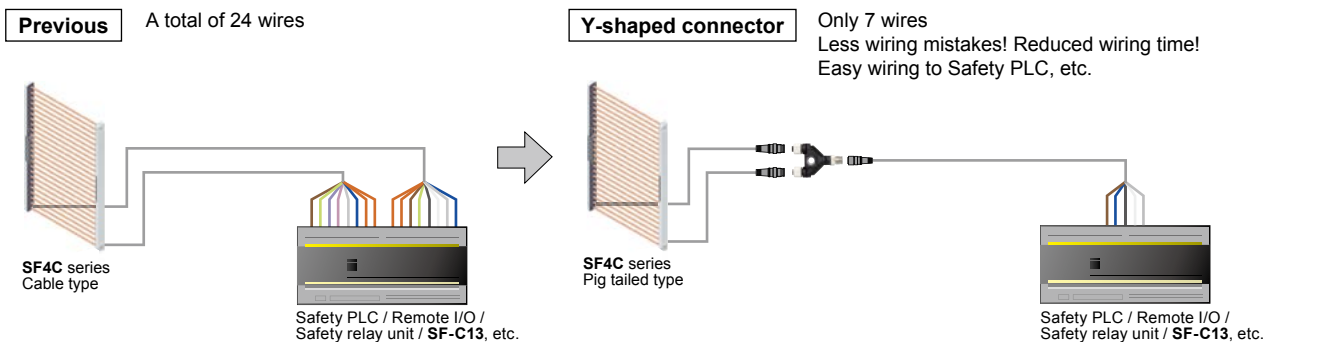 Previous
A total of 24 wires
SF4C series
Cable type
Safety PLC / Remote I/O /
Safety relay unit / SF-C13, etc.
Y-shaped connector
Only 7 wires
Less wiring mistakes! Reduced wiring time!
Easy wiring to Safety PLC, etc.
SF4C series
Pig tailed type
Safety PLC / Remote I/O /
Safety relay unit / SF-C13, etc.